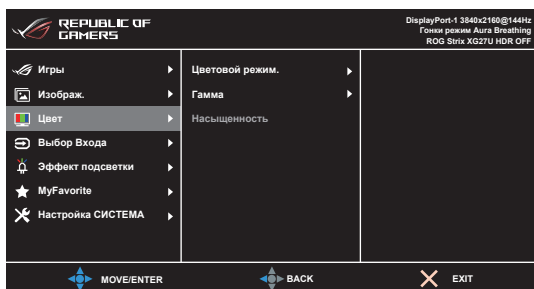 REPUBLIC OF
GAMERS
DisplayPort-1 3840x2160@144Hz
Гонки режим Aura Breathing
ROG Strix XG27U HDR OFF
Игры
Изображ.
Цвет
Выбор Входа
Эффект подсветки
MyFavorite
Настройка СИСТЕМА
Цветовой режим.
Гамма
Насыщенность
MOVE/ENTER
BACK
EXIT